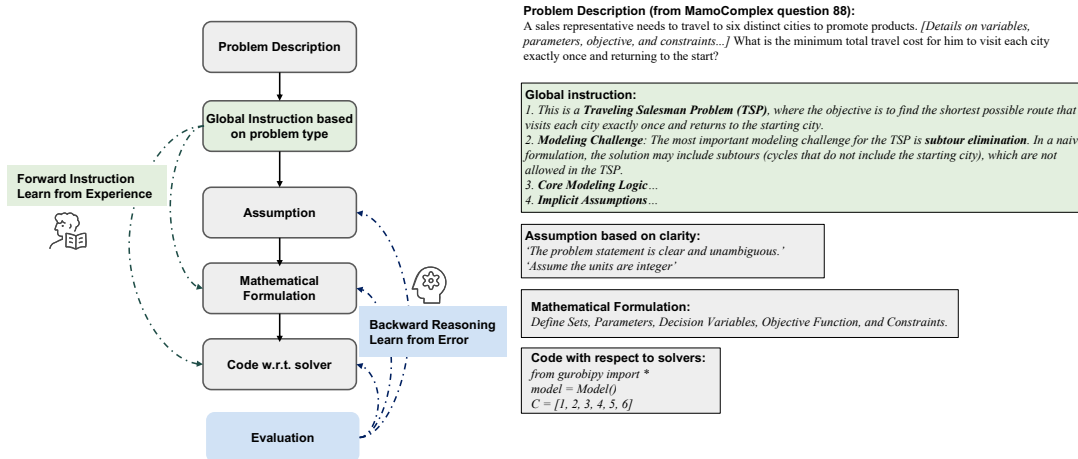 Problem Description
Global Instruction based
on problem type
Forward Instruction
Learn from Experience
Assumption
Mathematical
Formulation
Backward Reasoning
Learn from Error
Code w.r.t. solver
Evaluation
Problem Description (from MamoComplex question 88):
A sales representative needs to travel to six distinct cities to promote products. [Details on variables,
parameters, objective, and constraints...] What is the minimum total travel cost for him to visit each city
exactly once and returning to the start?
Global instruction:
1. This is a Traveling Salesman Problem (TSP), where the objective is to find the shortest possible route that
visits each city exactly once and returns to the starting city.
2. Modeling Challenge: The most important modeling challenge for the TSP is subtour elimination. In a naiv
formulation, the solution may include subtours (cycles that do not include the starting city), which are not
allowed in the TSP.
3. Core Modeling Logic…
4. Implicit Assumptions…
Assumption based on clarity:
‘The problem statement is clear and unambiguous.’
‘Assume the units are integer’
Mathematical Formulation:
Define Sets, Parameters, Decision Variables, Objective Function, and Constraints.
Code with respect to solvers:
from gurobipy import *
model = Model()
C = [1, 2, 3, 4, 5, 6]